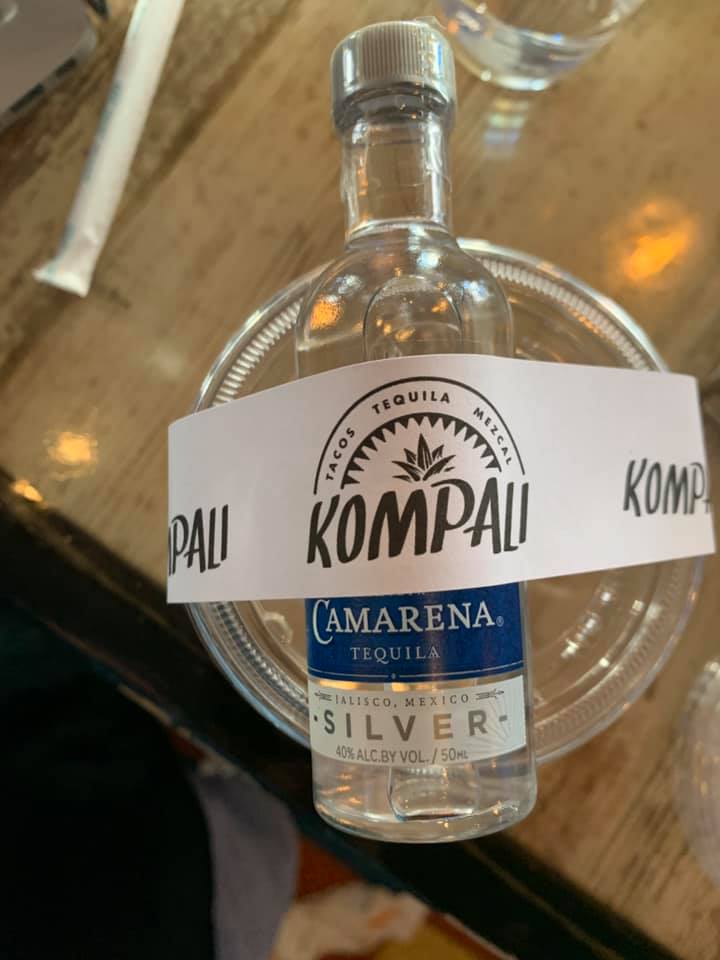 TACOS TEQUILA MEZCAL
PALI KOMPALI KOMP
CAMARENA®
TEQUILA
JALISCO, MEXICO
SILVER
40% ALC.BY VOL. / 50ML